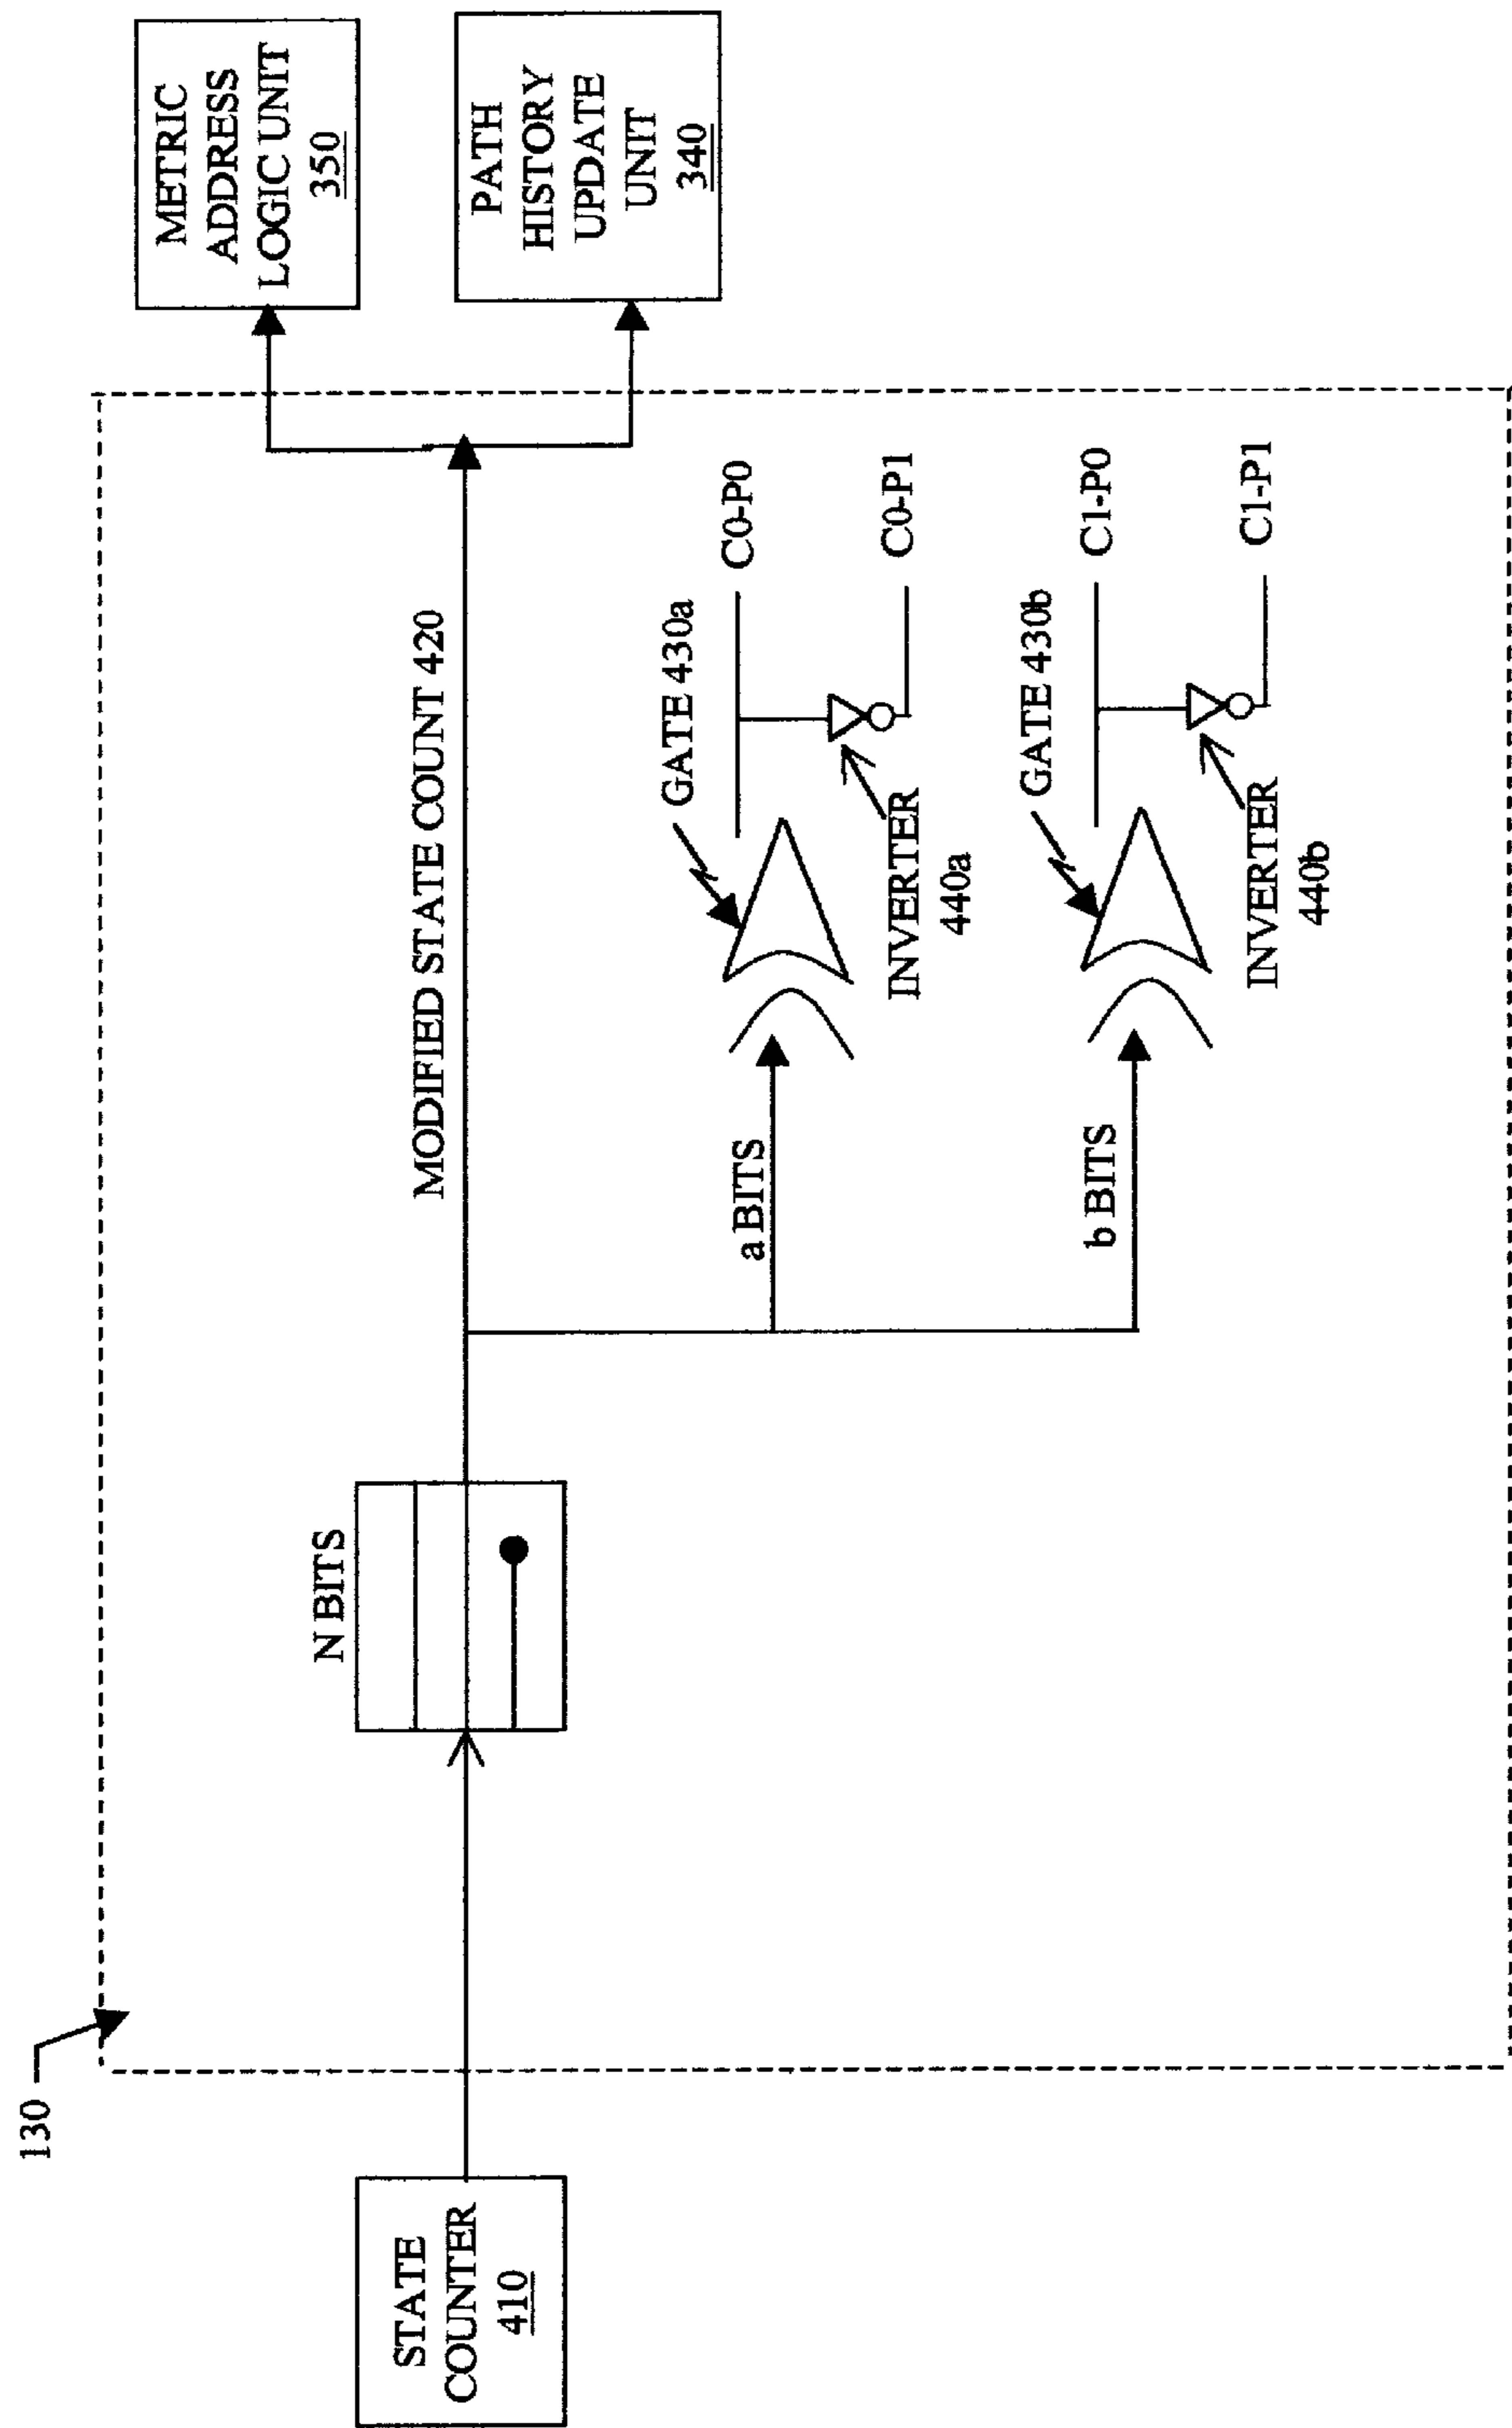 130
STATE
COUNTER
410
N BITS
MODIFIED STATE COUNT 420
METRIC
ADDRESS
LOGIC UNIT
350
PATH
HISTORY
UPDATE
UNIT
340
a BITS
GATE 430a
C0-P0
INVERTER
440a
C0-P1
b BITS
GATE 430b
C1-P0
INVERTER
440b
C1-P1